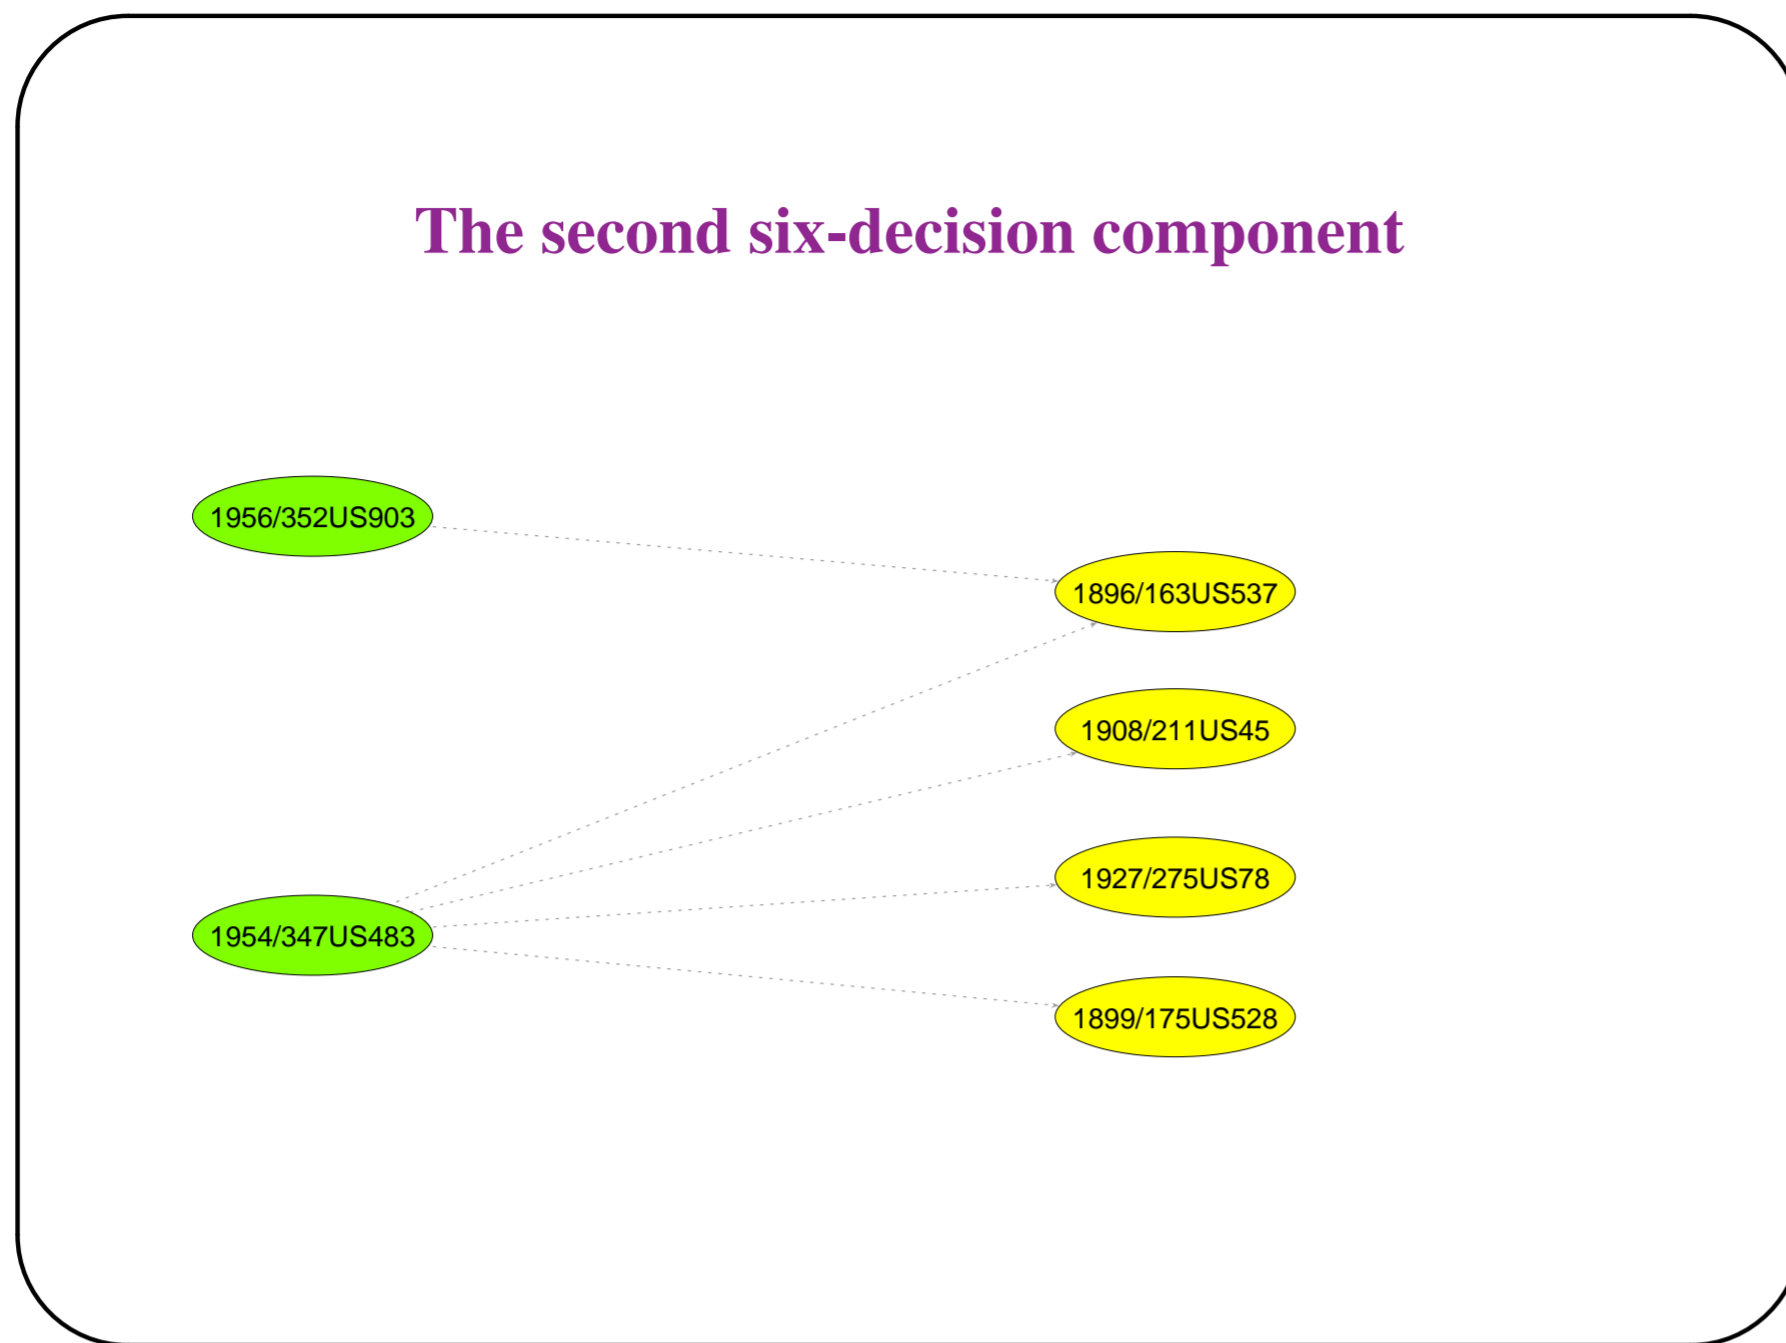 The second six-decision component
1956/352US903
1896/163US537
1908/211US45
1927/275US78
1954/347US483
1899/175US528